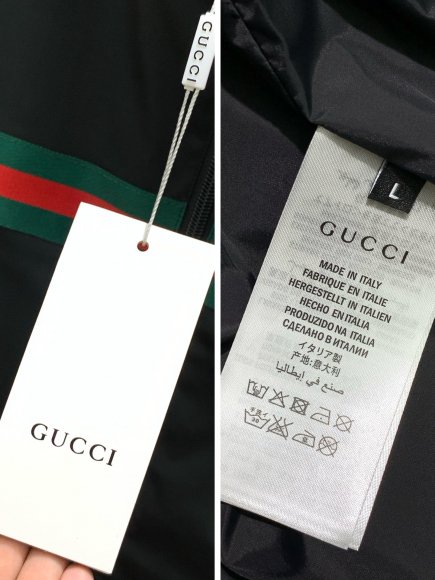 GUCCI
GUCCI
L
GUCCI
MADE IN ITALY
FABRIQUE EN ITALIE
HERGESTELLT IN ITALIEN
HECHO EN ITALIA
PRODUZIDO NA ITALIA
СДЕЛАНО В ИТАЛИИ
イタリア製
产地:意大利
صنع في إيطاليا